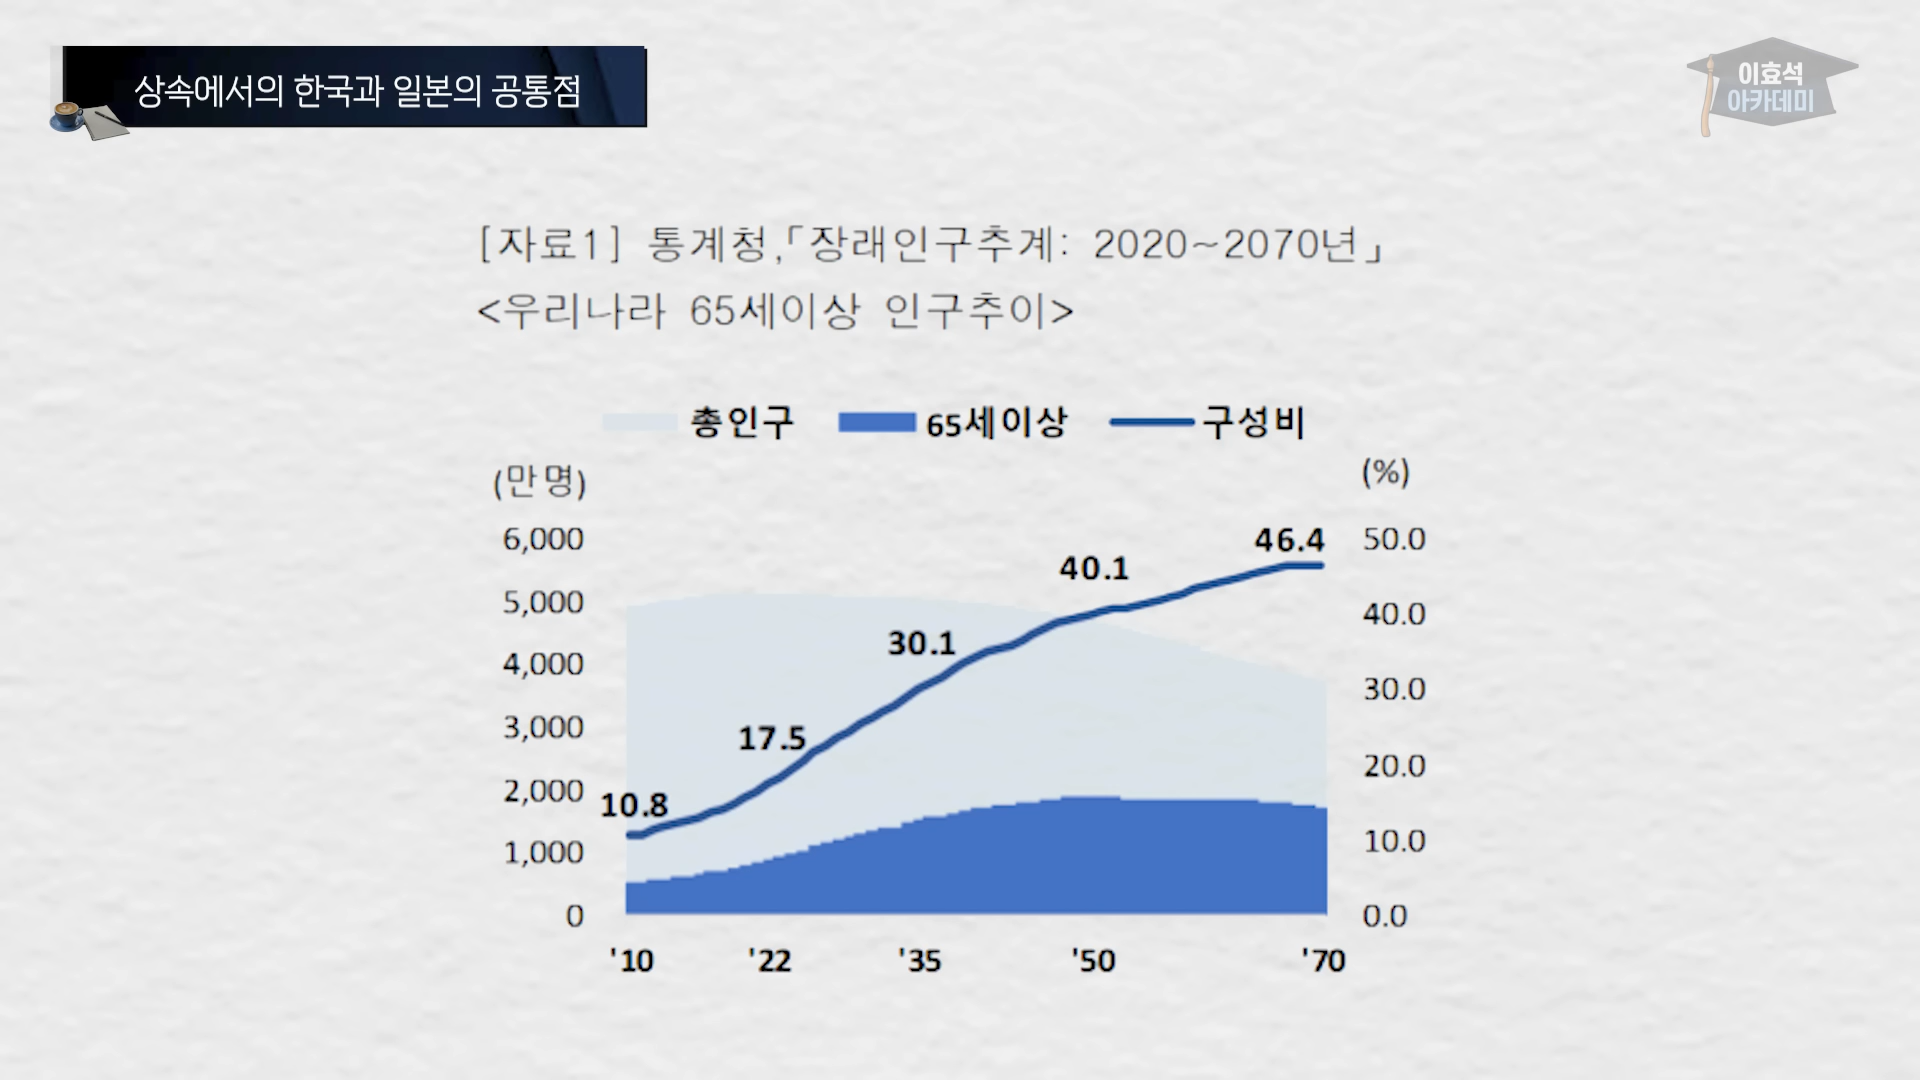 상속에서의 한국과 일본의 공통점
이효석
아카데미
[자료1] 통계청,「장래인구추계: 2020~2070년」
<우리나라 65세이상 인구추이>
총인구 65세이상 구성비
(만명) (%)
6,000 50.0
5,000 40.0
4,000 30.0
3,000 20.0
2,000 10.0
1,000 0.0
0
10.8 17.5 30.1 40.1 46.4
'10 '22 '35 '50 '70